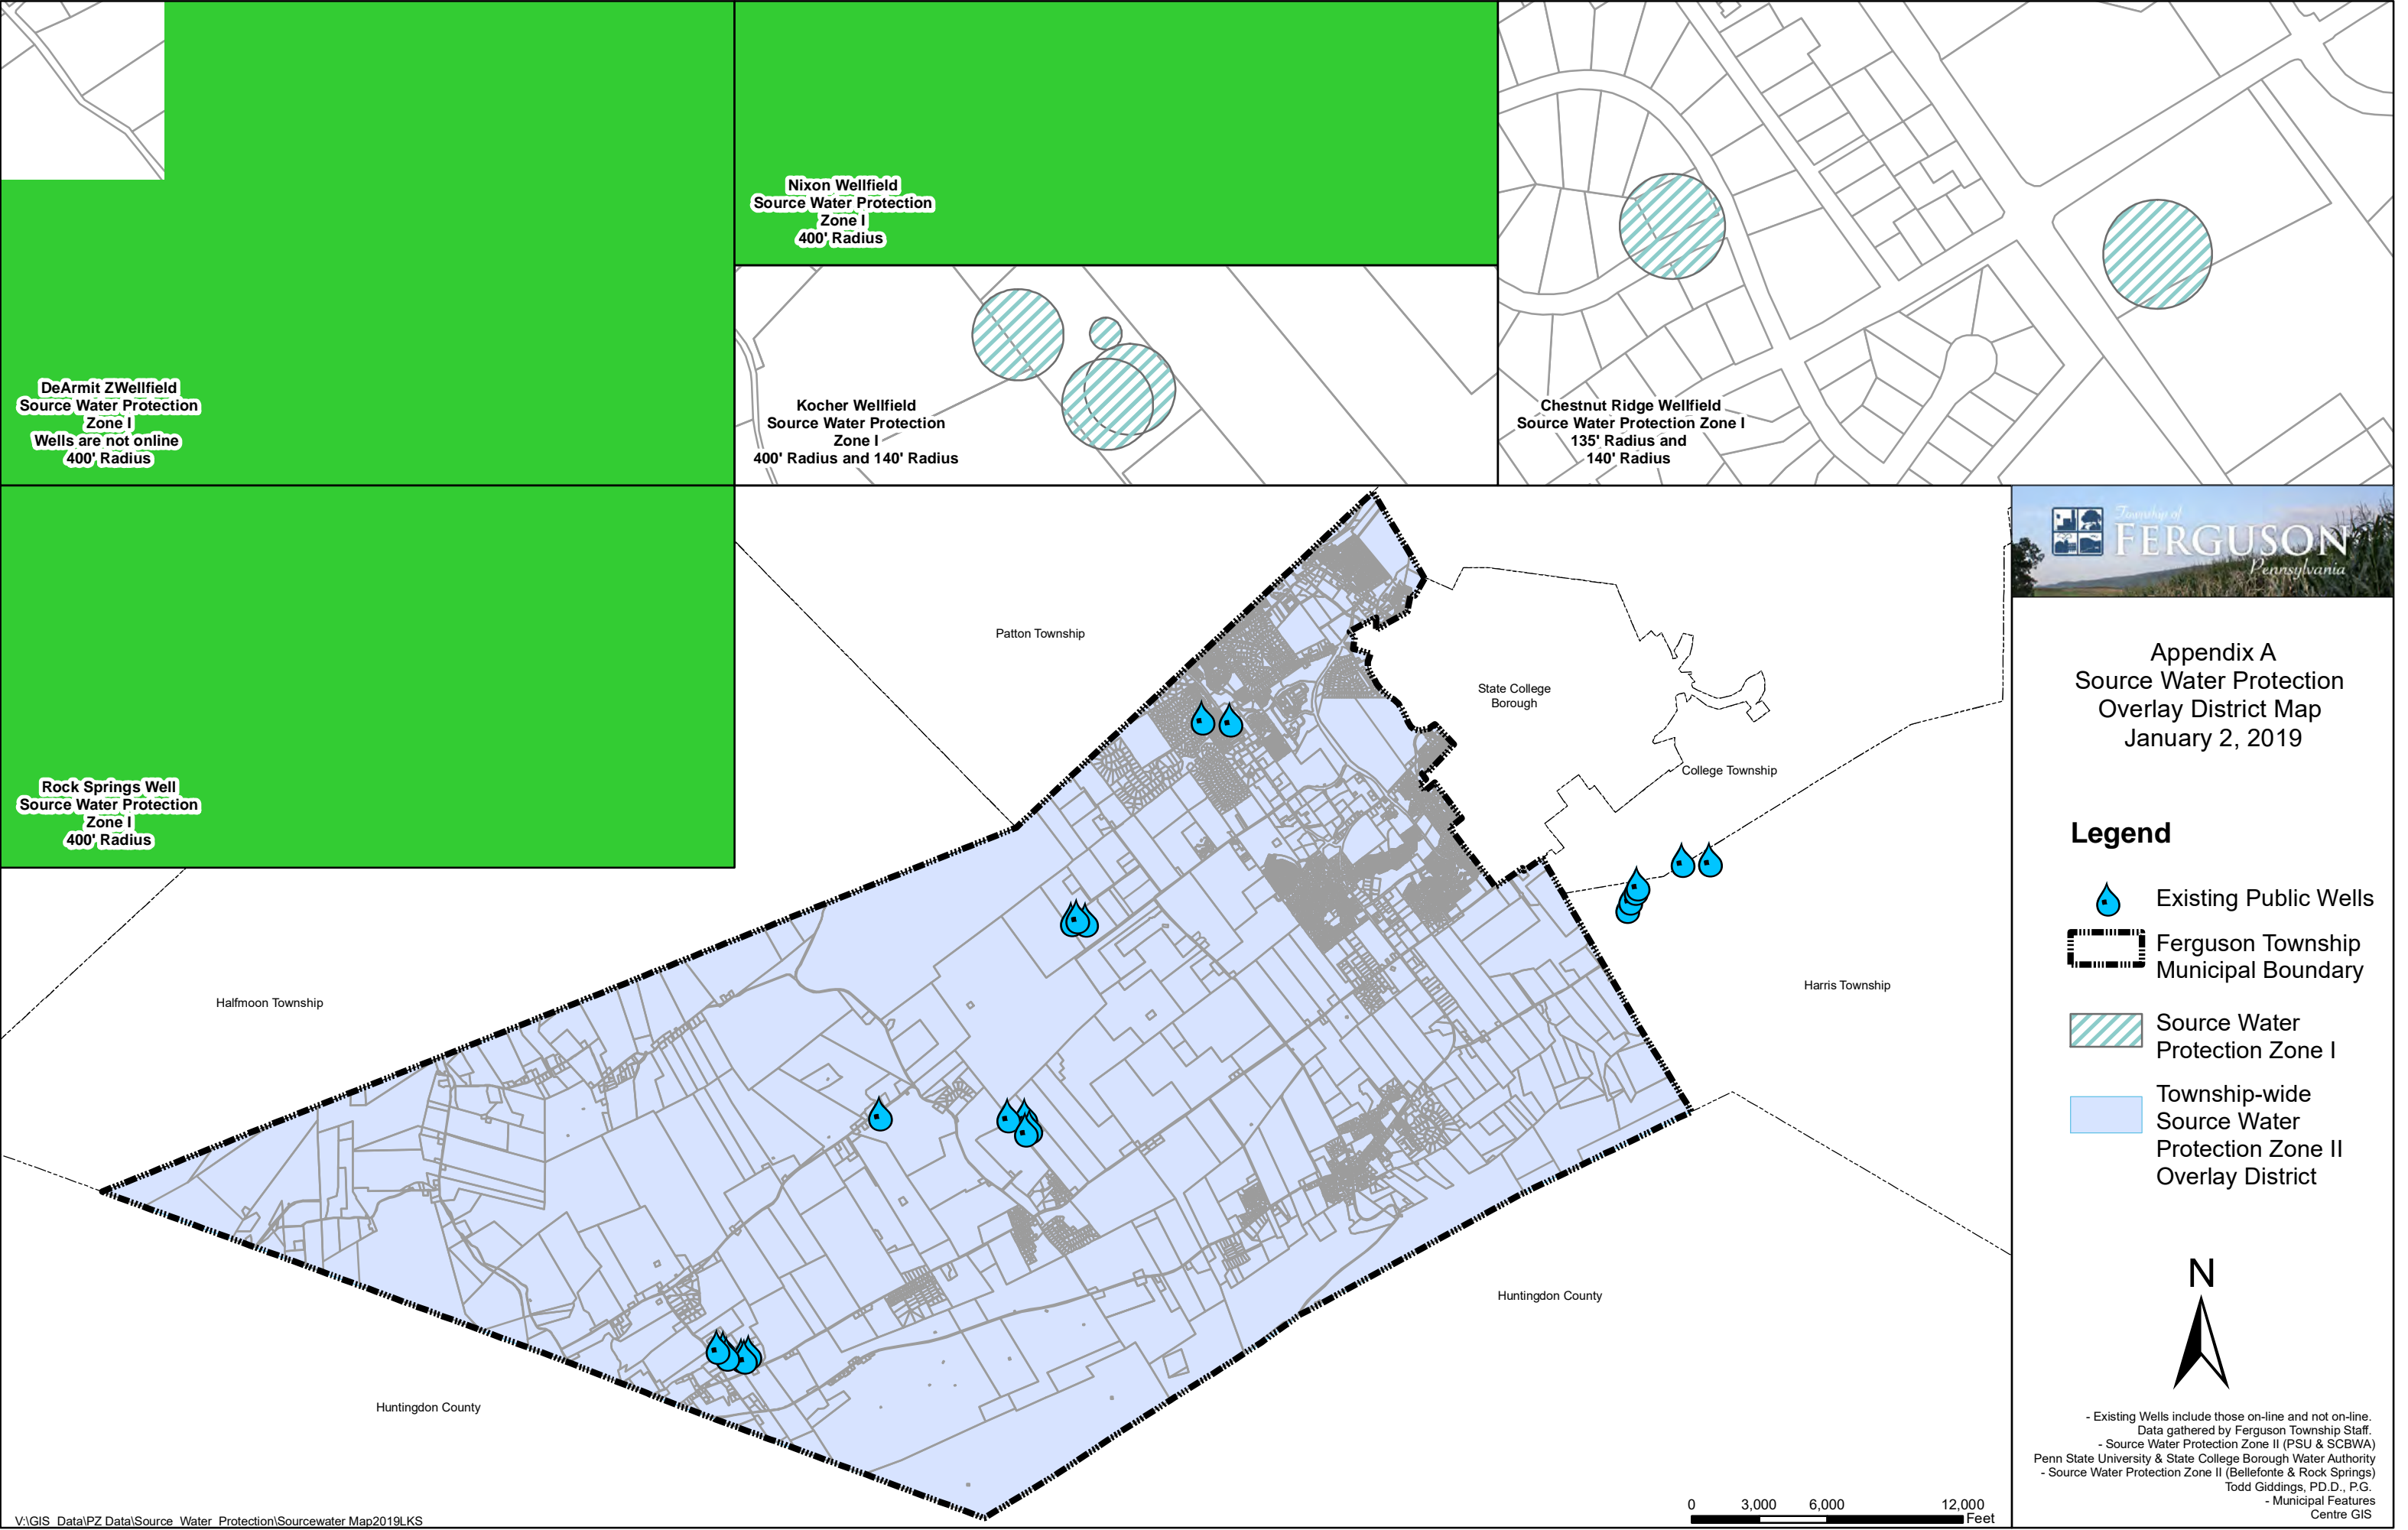 Nixon Wellfield
Source Water Protection
Zone I
400' Radius
DeArmit ZWellfield
Source Water Protection
Zone I
Wells are not online
400' Radius
Kocher Wellfield
Source Water Protection
Zone I
400' Radius and 140' Radius
Chestnut Ridge Wellfield
Source Water Protection Zone I
135' Radius and
140' Radius
Rock Springs Well
Source Water Protection
Zone I
400' Radius
Patton Township
State College
Borough
College Township
Halfmoon Township
Harris Township
Huntingdon County
Huntingdon County
Township of
FERGUSON
Pennsylvania
Appendix A
Source Water Protection
Overlay District Map
January 2, 2019
Legend
Existing Public Wells
Ferguson Township
Municipal Boundary
Source Water
Protection Zone I
Township-wide
Source Water
Protection Zone II
Overlay District
N
- Existing Wells include those on-line and not on-line.
Data gathered by Ferguson Township Staff.
- Source Water Protection Zone II (PSU & SCBWA)
Penn State University & State College Borough Water Authority
- Source Water Protection Zone II (Bellefonte & Rock Springs)
Todd Giddings, PD.D., P.G.
- Municipal Features
Centre GIS
0 3,000 6,000 12,000
Feet
V:\GIS_Data\PZ Data\Source_Water_Protection\Sourcewater Map2019LKS